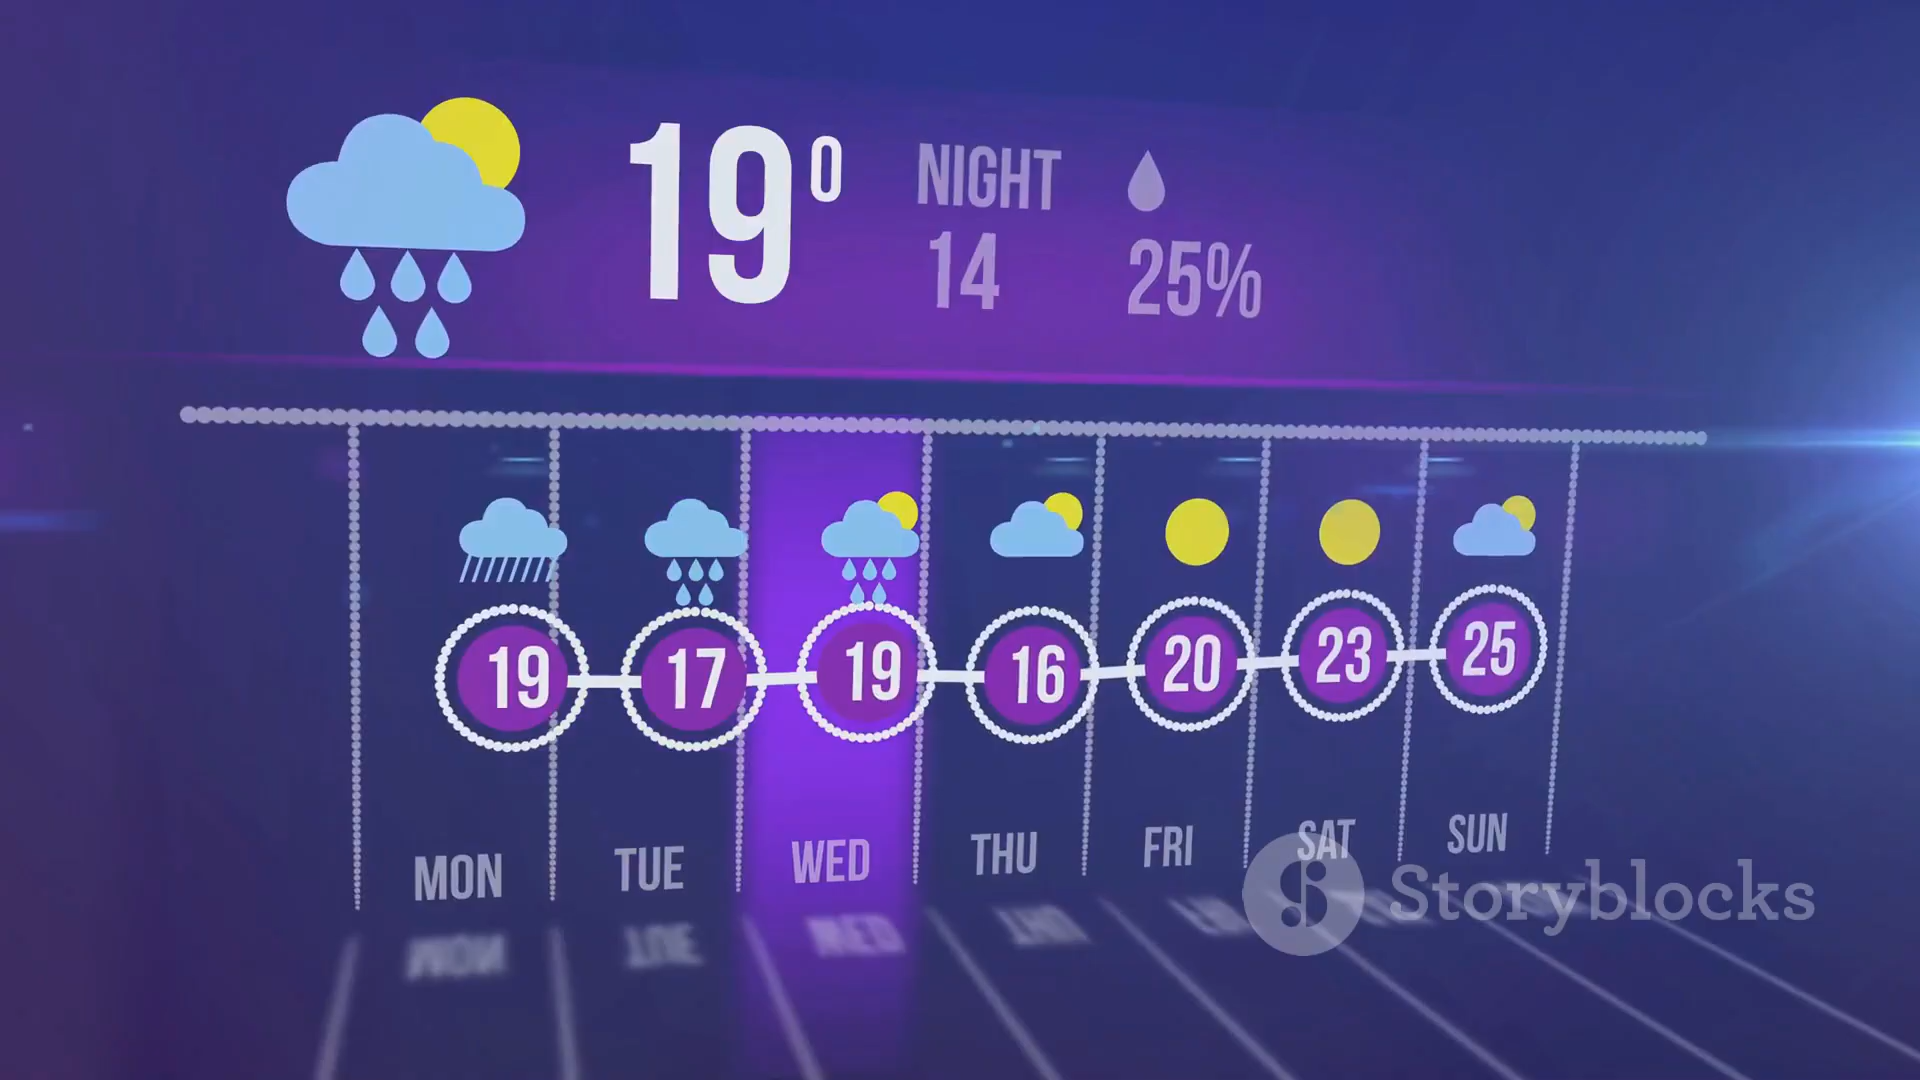 19°
NIGHT
14
25%
19 17 19 16 20 23 25
MON TUE WED THU FRI SAT SUN
Storyblocks